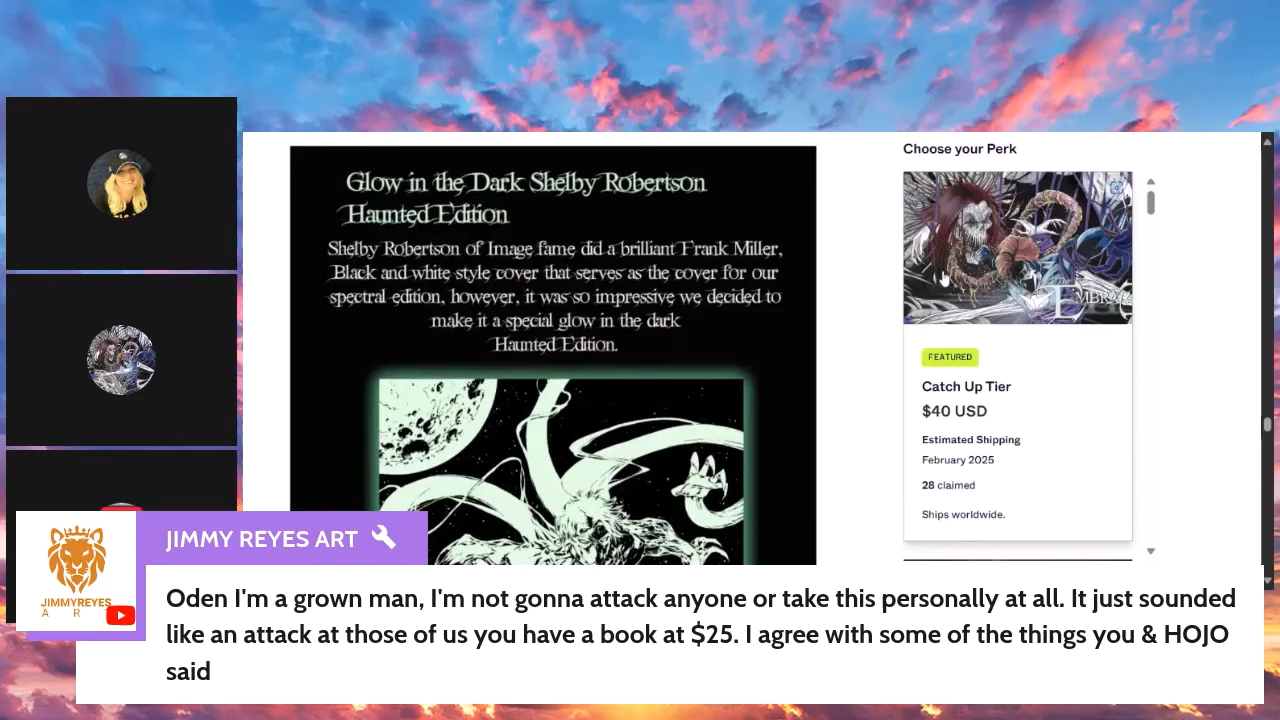 Glow in the Dark Shelby Robertson
Haunted Edition
Shelby Robertson of Image fame did a brilliant Frank Miller,
Black and white style cover that serves as the cover for our
spectral edition, however, it was so impressive we decided to
make it a special glow in the dark
Haunted Edition.
Choose your Perk
The
EMBRA
FEATURED
Catch Up Tier
$40 USD
Estimated Shipping
February 2025
28 claimed
Ships worldwide.
JIMMYREYES
A R T
JIMMY REYES ART
Oden I'm a grown man, I'm not gonna attack anyone or take this personally at all. It just sounded
like an attack at those of us you have a book at $25. I agree with some of the things you & HOJO
said